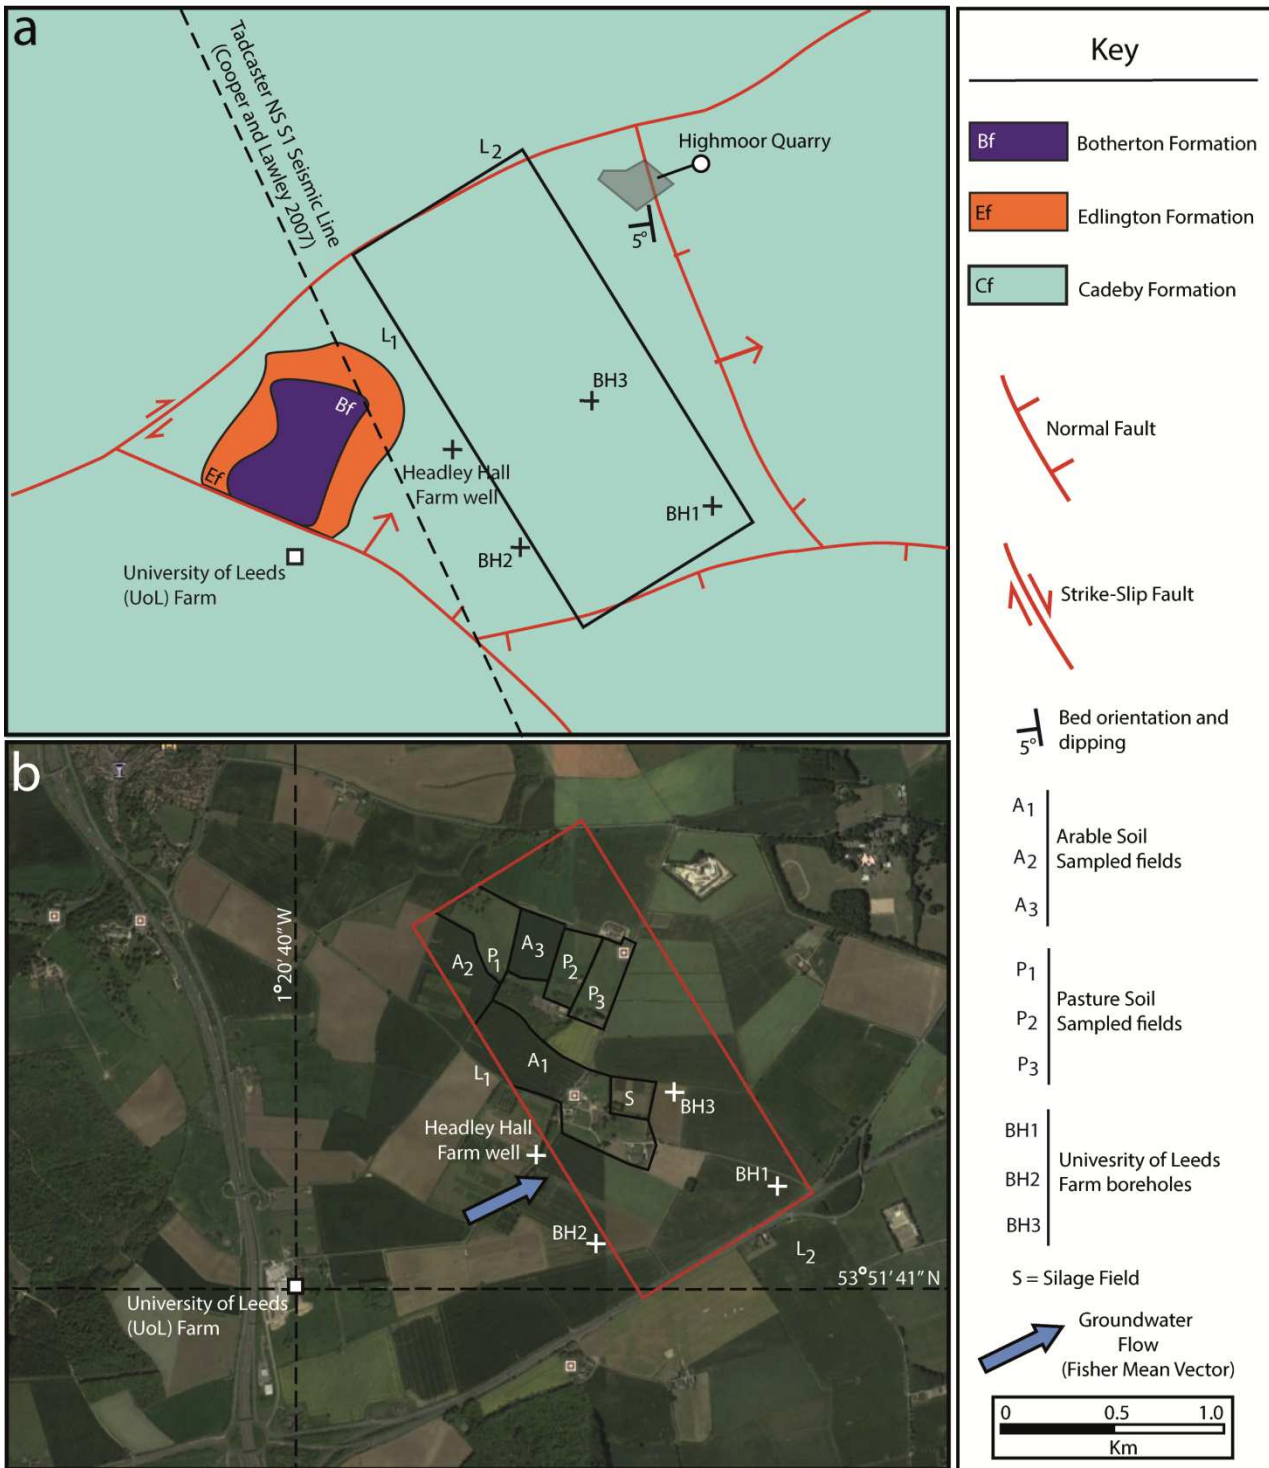 a
Tadcaster NS S1 Seismic Line
(Cooper and Lawley 2007)
L2
Highmoor Quarry
5°
L1
Bf
BH3
Headley Hall
Farm well
Ef
BH1
BH2
University of Leeds
(UoL) Farm
b
1°20'40"W
A3
P1
P2
A2
P3
A1
L1
S
BH3
Headley Hall
Farm well
BH1
BH2
L2
53°51'41"N
University of Leeds
(UoL) Farm
Key
Bf
Botherton Formation
Ef
Edlington Formation
Cf
Cadeby Formation
Normal Fault
Strike-Slip Fault
5°
Bed orientation and
dipping
A1
A2
A3
Arable Soil
Sampled fields
P1
P2
P3
Pasture Soil
Sampled fields
BH1
BH2
BH3
Univesrity of Leeds
Farm boreholes
S = Silage Field
Groundwater
Flow
(Fisher Mean Vector)
0 0.5 1.0
Km